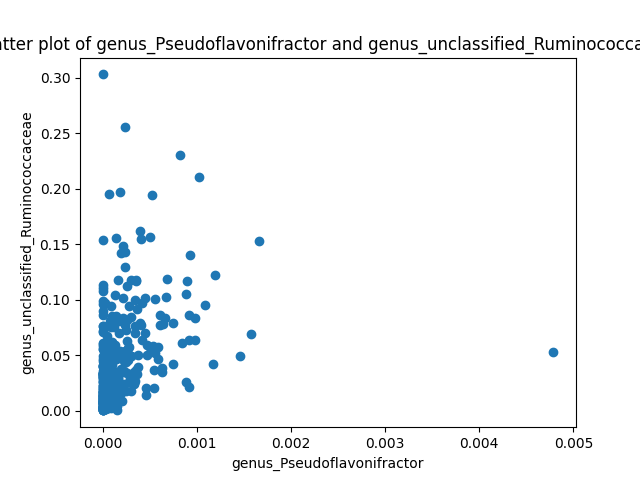 tter plot of genus_Pseudoflavonifractor and genus_unclassified_Ruminococca
0.30
0.25
0.20
0.15
0.10
0.05
0.00
genus_unclassified_Ruminococcaceae
0.000 0.001 0.002 0.003 0.004 0.005
genus_Pseudoflavonifractor